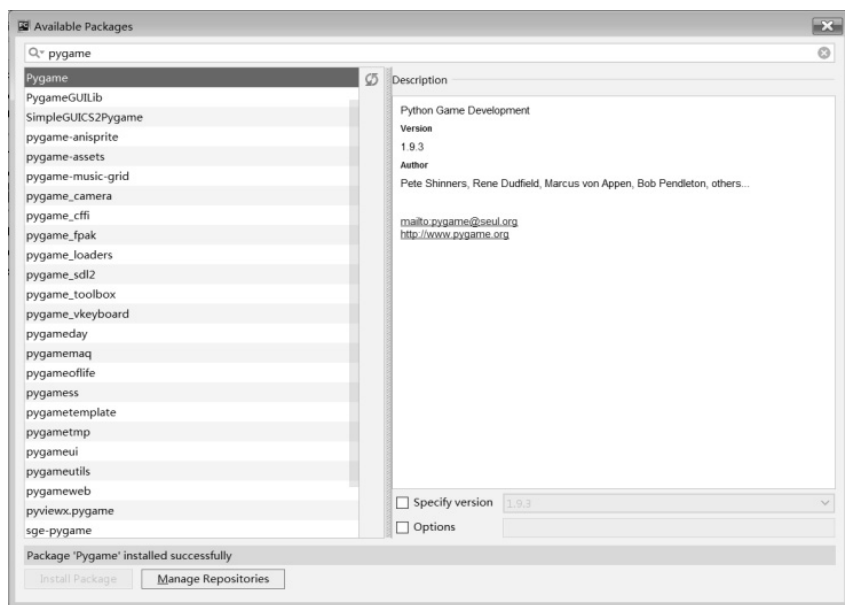 Available Packages
pygame
Pygame
PygameGUILib
SimpleGUICS2Pygame
pygame-anisprite
pygame-assets
pygame-music-grid
pygame_camera
pygame_cffi
pygame_fpak
pygame_loaders
pygame_sdl2
pygame_toolbox
pygame_vkeyboard
pygameday
pygamemaq
pygameoflife
pygamess
pygametemplate
pygametmp
pygameui
pygameutils
pygameweb
pyviewx.pygame
sge-pygame
Description
Python Game Development
Version
1.9.3
Author
Pete Shinners, Rene Dudfield, Marcus von Appen, Bob Pendleton, others...
mailto:pygame@seul.org
http://www.pygame.org
Specify version 1.9.3
Options
Package 'Pygame' installed successfully
Install Package Manage Repositories